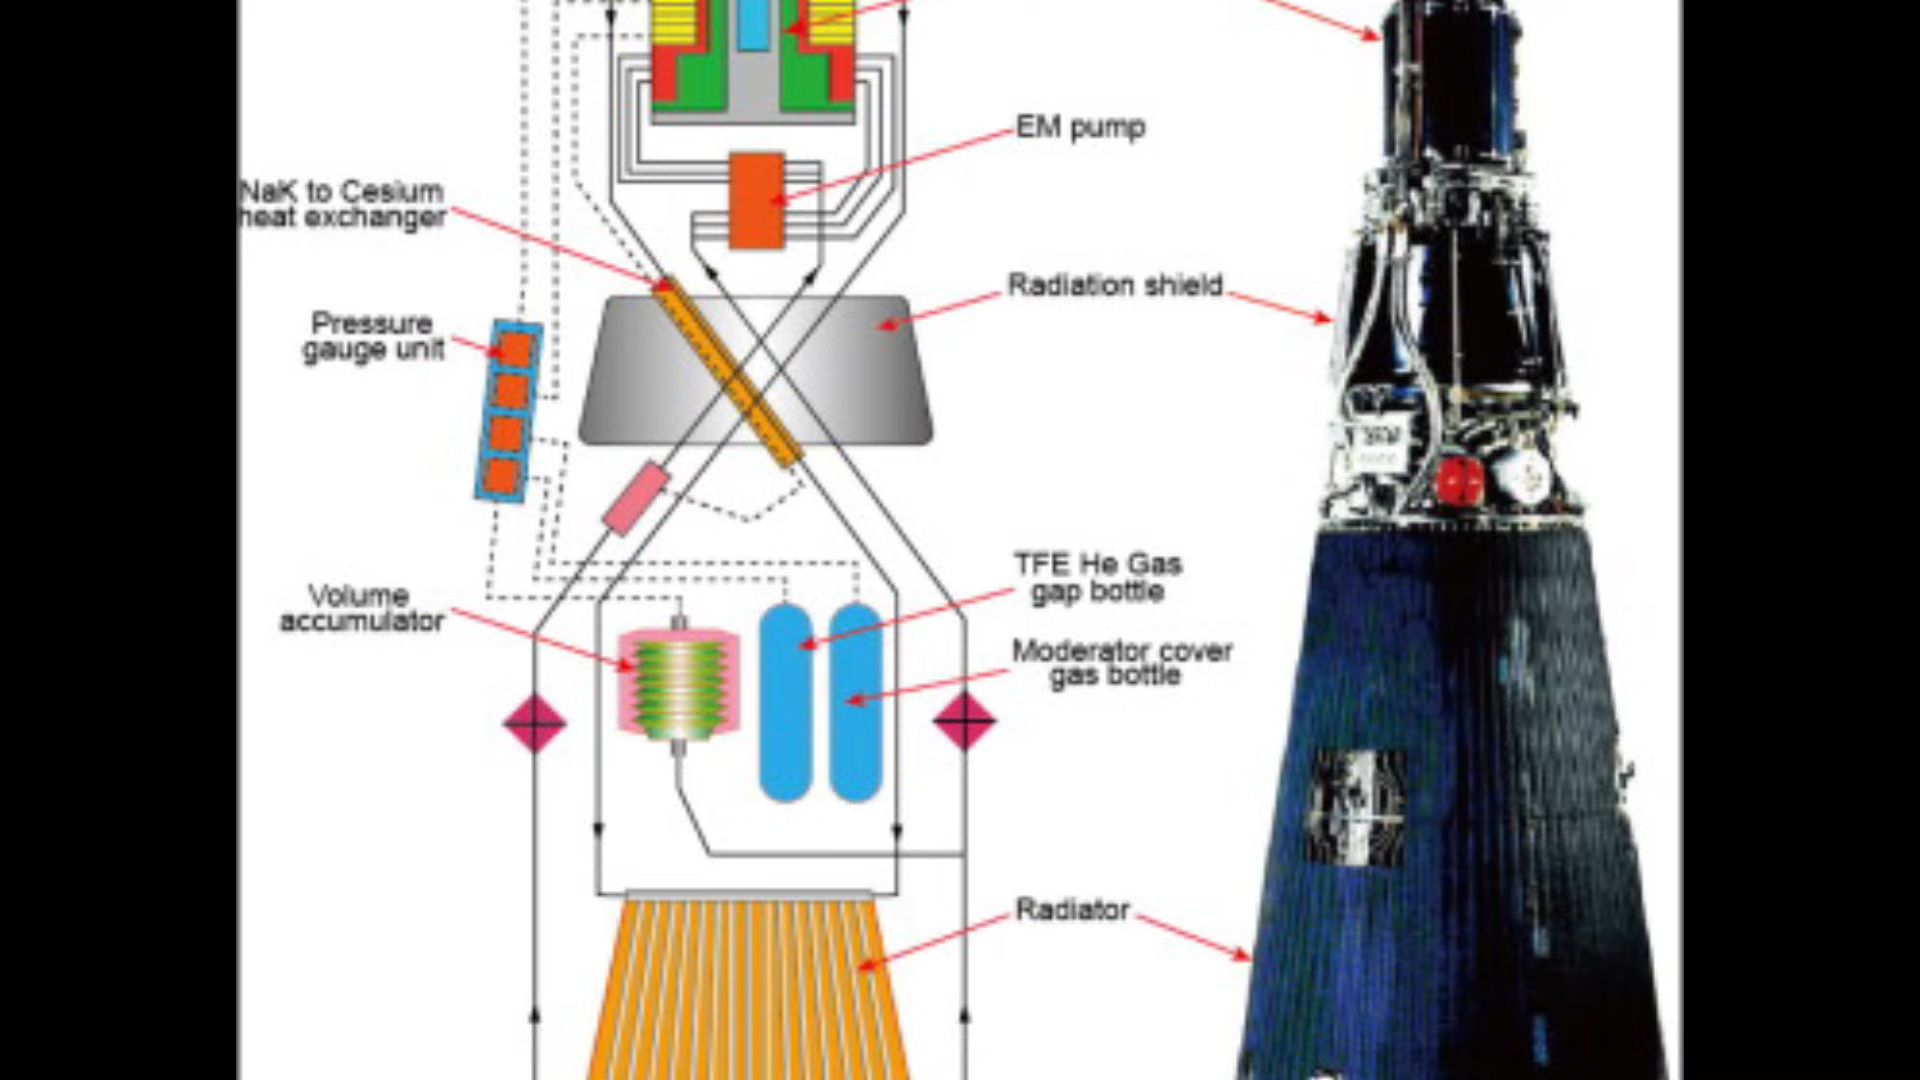 EM pump
NaK to Cesium
heat exchanger
Radiation shield
Pressure
gauge unit
TFE He Gas
gap bottle
Volume
accumulator
Moderator cover
gas bottle
Radiator